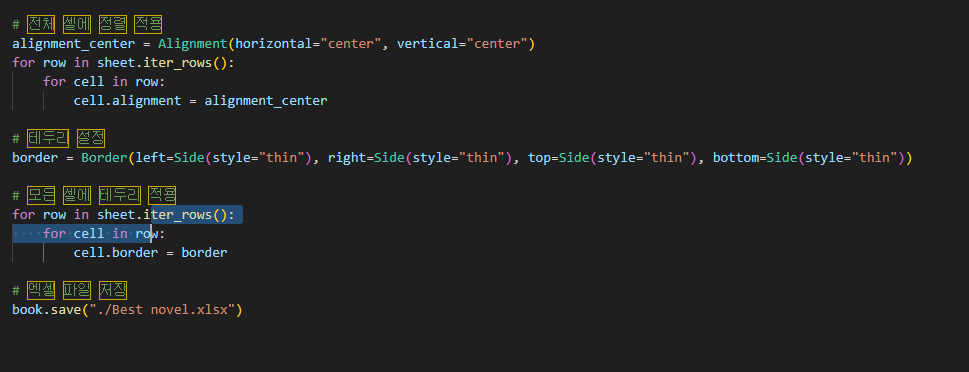 # 전체 셀에 정렬 적용
alignment_center = Alignment(horizontal="center", vertical="center")
for row in sheet.iter_rows():
    for cell in row:
        cell.alignment = alignment_center
# 테두리 설정
border = Border(left=Side(style="thin"), right=Side(style="thin"), top=Side(style="thin"), bottom=Side(style="thin"))
# 모든 셀에 테두리 적용
for row in sheet.iter_rows():
    for cell in row:
        cell.border = border
# 엑셀 파일 저장
book.save("./Best novel.xlsx")